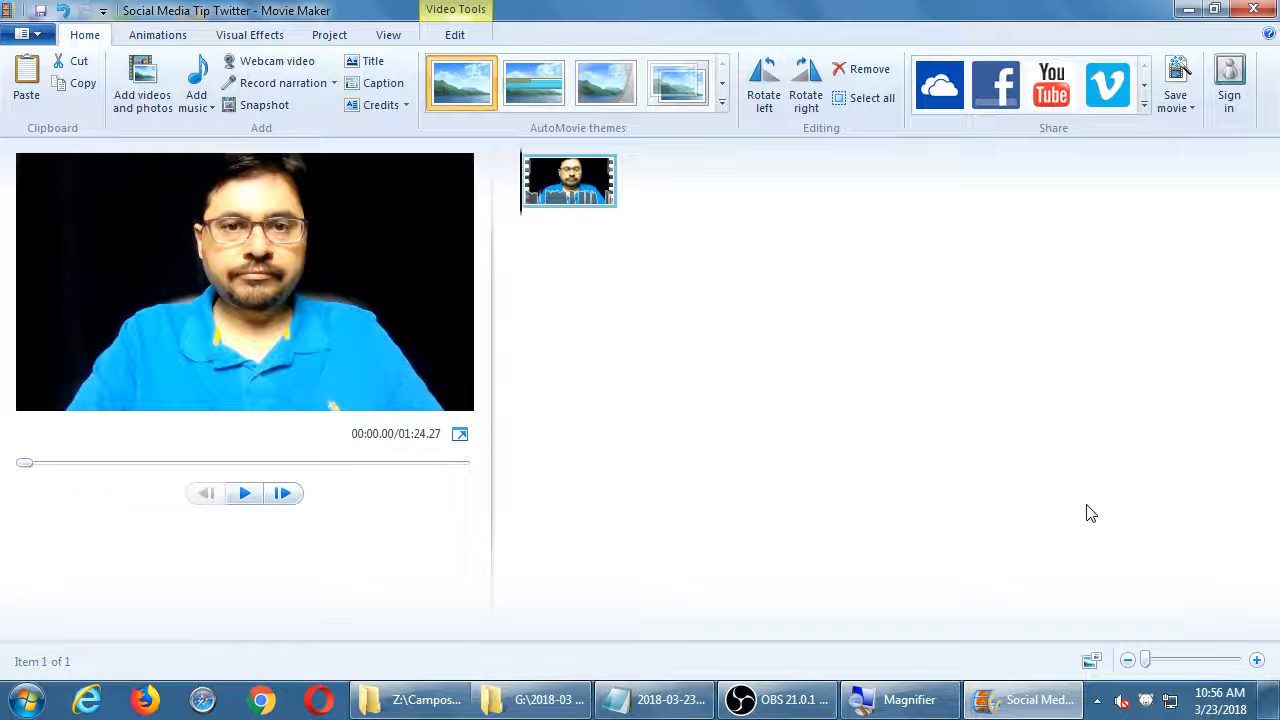 Social Media Tip Twitter - Movie Maker
Video Tools
Home
Animations
Visual Effects
Project
View
Edit
Paste
Cut
Copy
Clipboard
Add videos
and photos
Add
music
Webcam video
Record narration
Snapshot
Title
Caption
Credits
Add
AutoMovie themes
Rotate
left
Rotate
right
Remove
Select all
Editing
f
You
Tube
v
Share
Save
movie
Sign
in
00:00.00/01:24.27
Item 1 of 1
Z:\Campos...
G:\2018-03 ...
2018-03-23...
OBS 21.0.1 ...
Magnifier
Social Med...
10:56 AM
3/23/2018